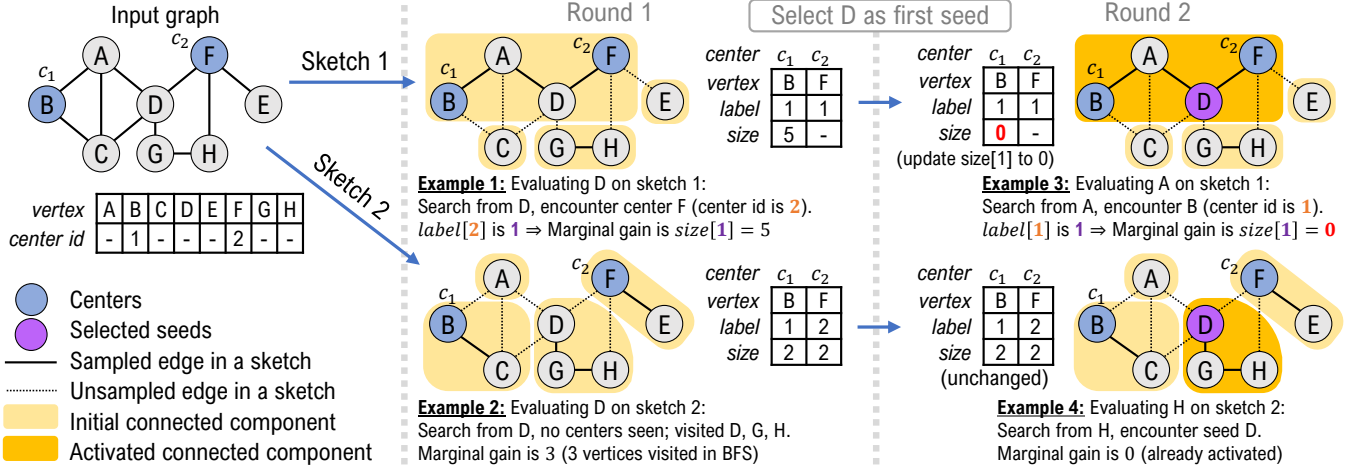 Input graph
Round 1
Select D as first seed
Round 2
A
c₂
F
c₁
B
D
E
C
G
H
vertex A B C D E F G H
center id - 1 - - - 2 - -
Centers
Selected seeds
Sampled edge in a sketch
Unsampled edge in a sketch
Initial connected component
Activated connected component
Sketch 1
Sketch 2
A
c₂
F
c₁
B
D
E
C
G
H
center c₁ c₂
vertex B F
label 1 1
size 5 -
Example 1: Evaluating D on sketch 1:
Search from D, encounter center F (center id is 2).
label[2] is 1 ⇒ Marginal gain is size[1] = 5
center c₁ c₂
vertex B F
label 1 1
size 0 -
(update size[1] to 0)
A
c₂
F
c₁
B
D
E
C
G
H
Example 3: Evaluating A on sketch 1:
Search from A, encounter B (center id is 1).
label[1] is 1 ⇒ Marginal gain is size[1] = 0
A
c₂
F
c₁
B
D
E
C
G
H
center c₁ c₂
vertex B F
label 1 2
size 2 2
Example 2: Evaluating D on sketch 2:
Search from D, no centers seen; visited D, G, H.
Marginal gain is 3 (3 vertices visited in BFS)
center c₁ c₂
vertex B F
label 1 2
size 2 2
(unchanged)
A
c₂
F
c₁
B
D
E
C
G
H
Example 4: Evaluating H on sketch 2:
Search from H, encounter seed D.
Marginal gain is 0 (already activated)